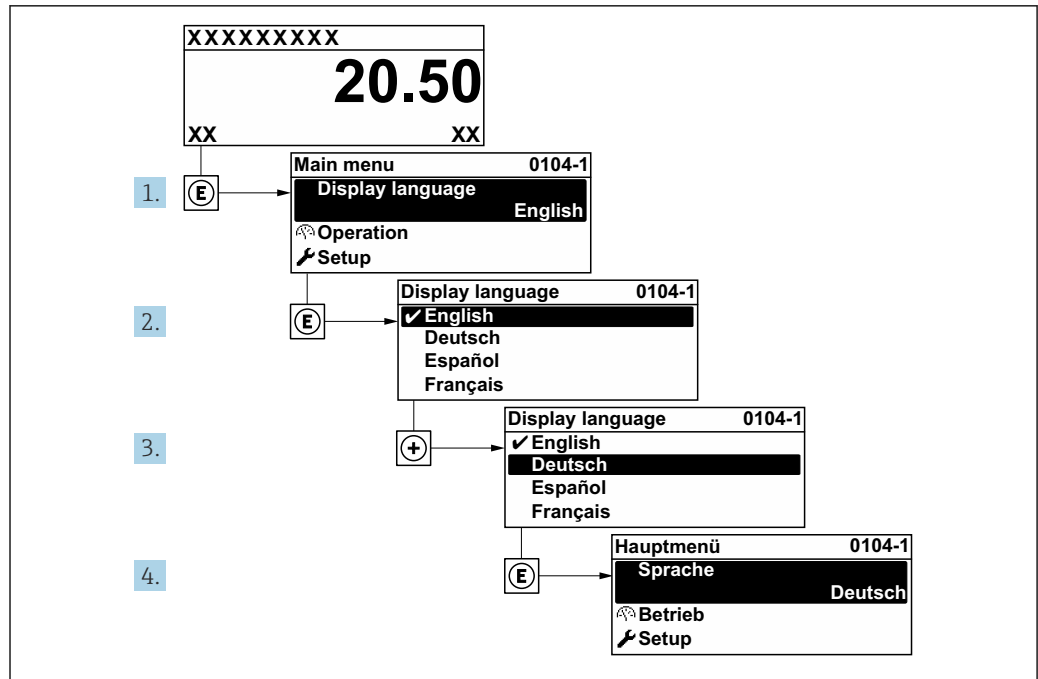 XXXXXXXXX
20.50
XX XX
Main menu 0104-1
1. E Display language
English
Operation
Setup
Display language 0104-1
2. E ✔English
Deutsch
Español
Français
Display language 0104-1
3. + ✔English
Deutsch
Español
Français
Hauptmenü 0104-1
4. E Sprache
Deutsch
Betrieb
Setup